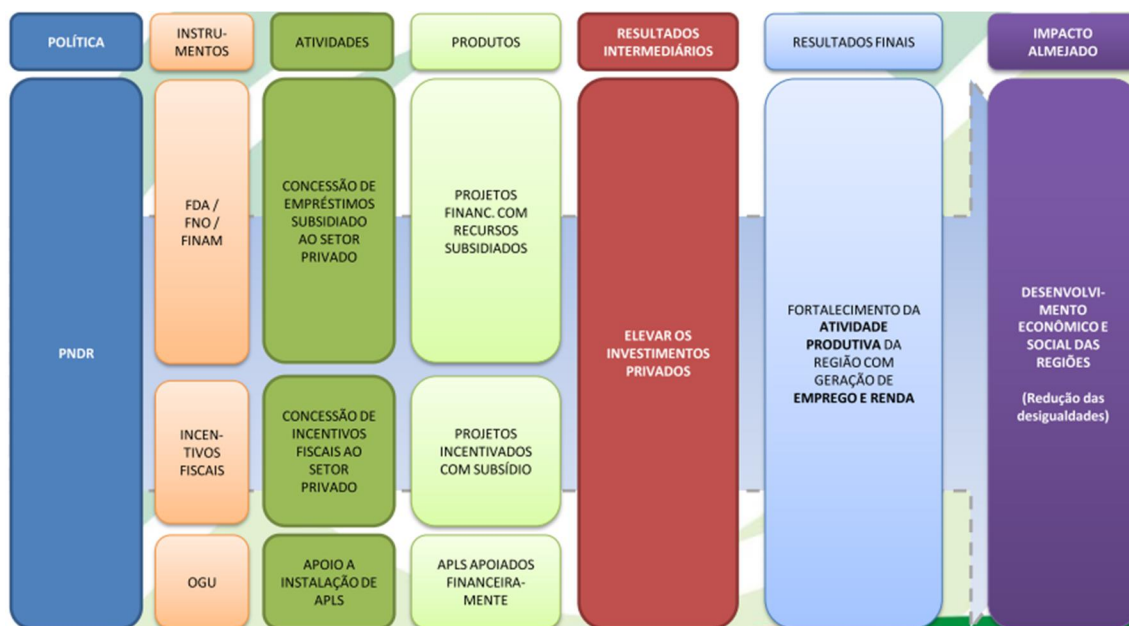 POLÍTICA
INSTRU-
MENTOS
ATIVIDADES
PRODUTOS
RESULTADOS
INTERMEDIÁRIOS
RESULTADOS FINAIS
IMPACTO
ALMEJADO
PNDR
FDA /
FNO /
FINAM
CONCESSÃO DE
EMPRÉSTIMOS
SUBSIDIADO
AO SETOR
PRIVADO
PROJETOS
FINANC. COM
RECURSOS
SUBSIDIADOS
INCEN-
TIVOS
FISCAIS
CONCESSÃO DE
INCENTIVOS
FISCAIS AO
SETOR
PRIVADO
PROJETOS
INCENTIVADOS
COM SUBSÍDIO
OGU
APOIO A
INSTALAÇÃO DE
APLS
APLS APOIADOS
FINANCEIRA-
MENTE
ELEVAR OS
INVESTIMENTOS
PRIVADOS
FORTALECIMENTO DA
ATIVIDADE
PRODUTIVA DA
REGIÃO COM
GERAÇÃO DE
EMPREGO E RENDA
DESENVOLVI-
MENTO
ECONÔMICO E
SOCIAL DAS
REGIÕES
(Redução das
desigualdades)